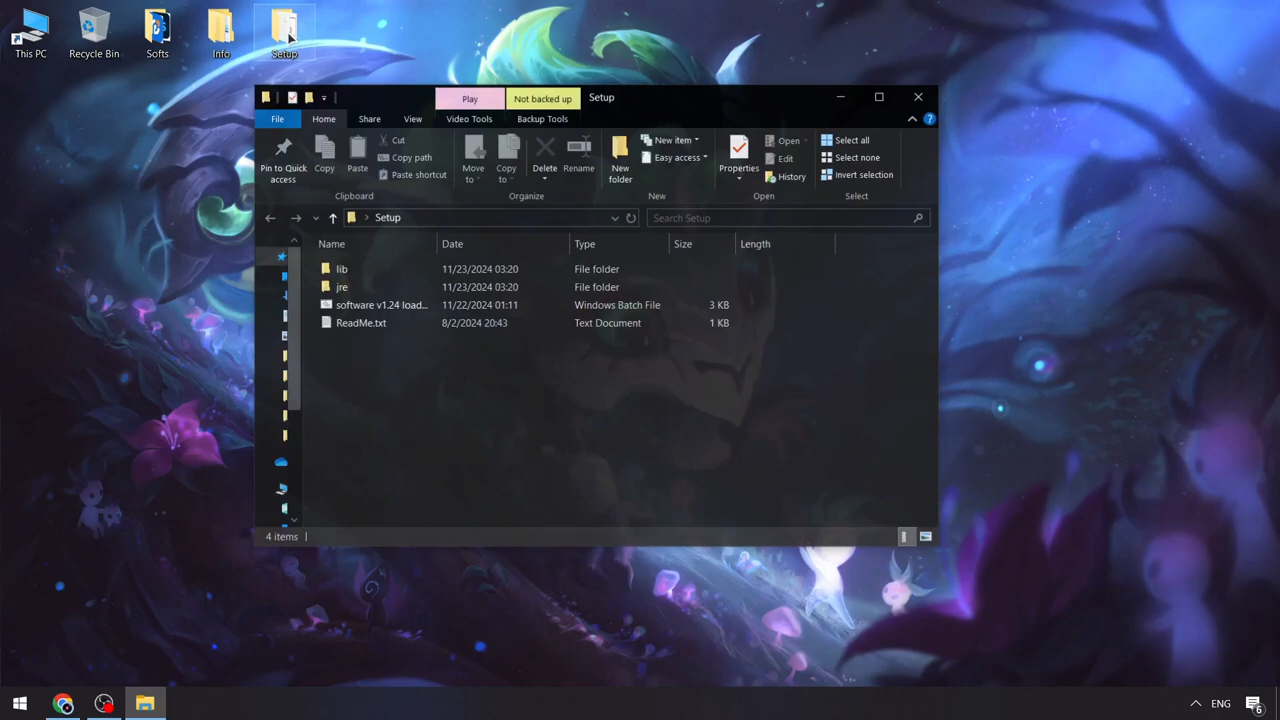 This PC
Recycle Bin
Softs
Info
Setup
Play
Not backed up
Setup
File
Home
Share
View
Video Tools
Backup Tools
Pin to Quick access
Copy
Paste
Cut
Copy path
Paste shortcut
Move to
Copy to
Delete
Rename
New folder
New item
Easy access
Properties
Open
Edit
History
Select all
Select none
Invert selection
Clipboard
Organize
New
Open
Select
Setup
Search Setup
Name Date Type Size Length
lib 11/23/2024 03:20 File folder
jre 11/23/2024 03:20 File folder
software v1.24 load... 11/22/2024 01:11 Windows Batch File 3 KB
ReadMe.txt 8/2/2024 20:43 Text Document 1 KB
4 items
ENG
6